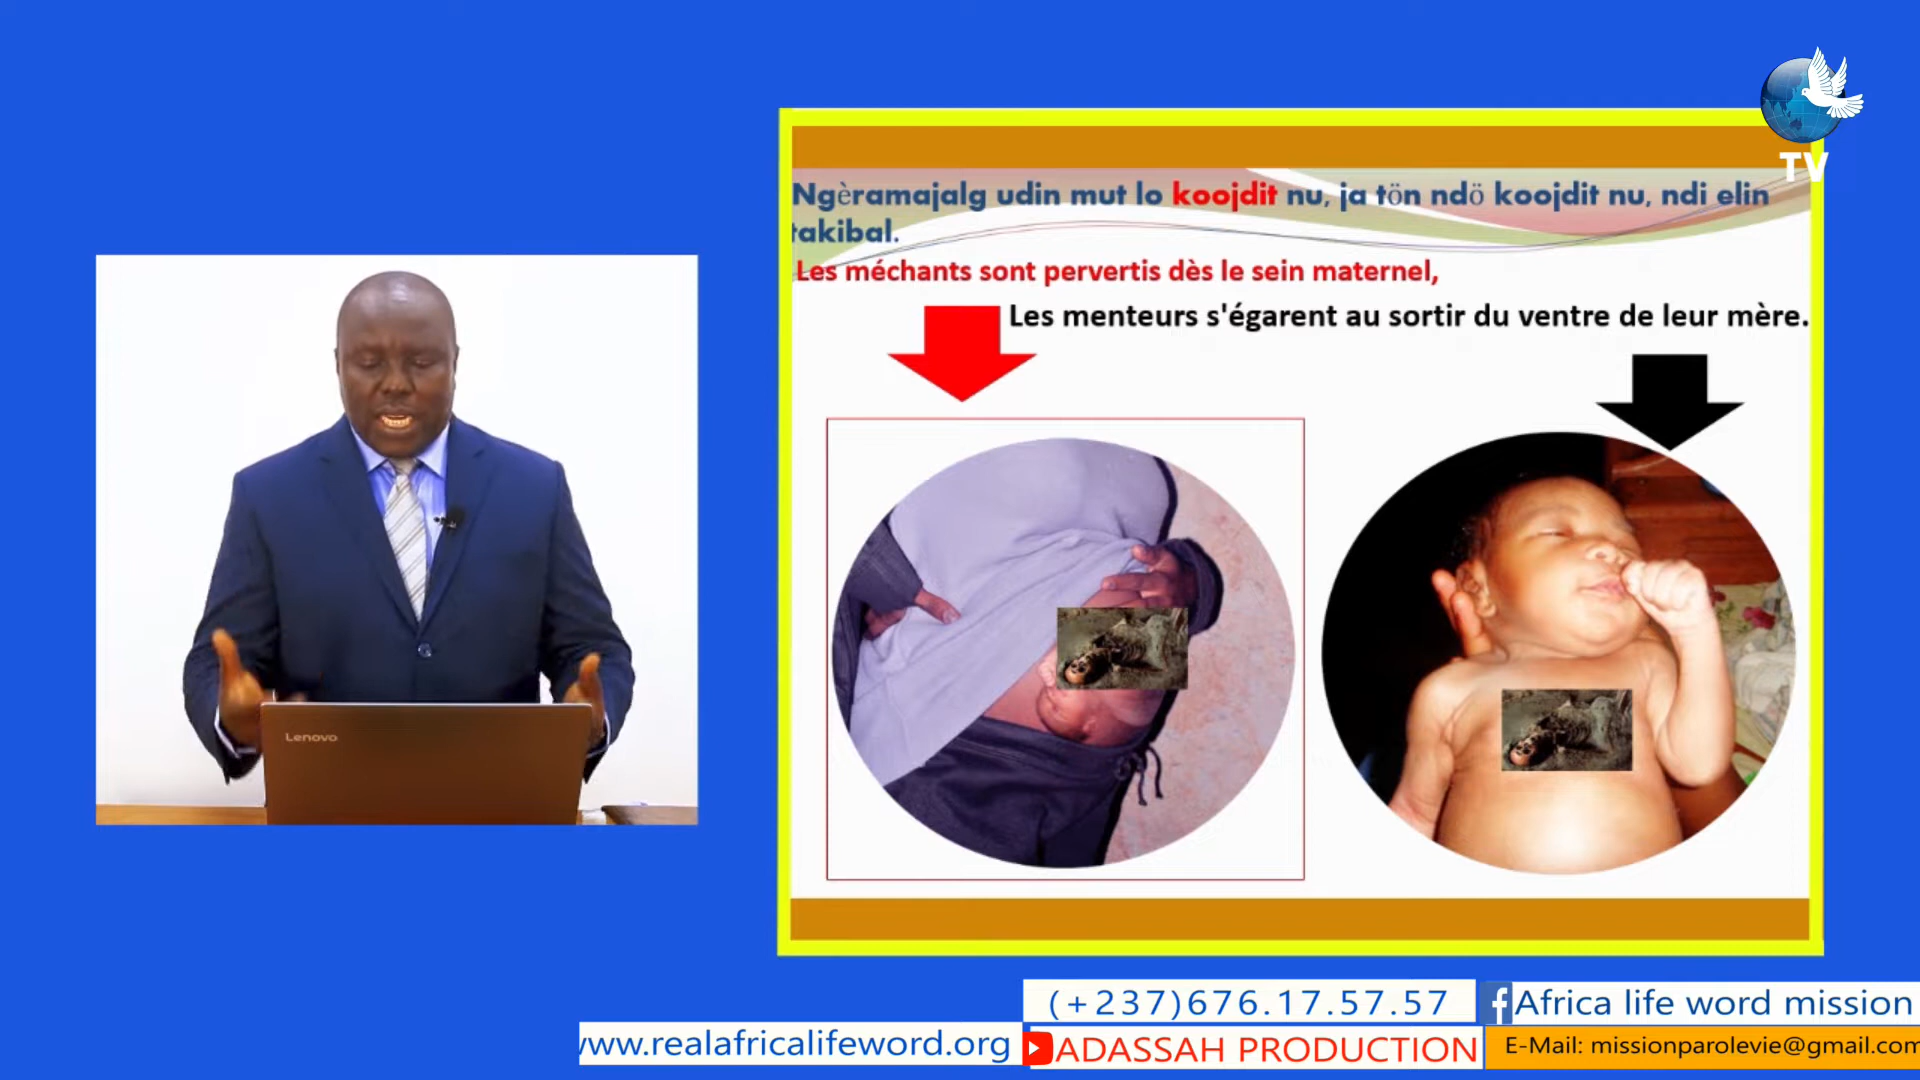 TV
Ngèramajalg udin mut lo koojdit nu, ja tön ndö koojdit nu, ndi elin
takibal.
Les méchants sont pervertis dès le sein maternel,
Les menteurs s'égarent au sortir du ventre de leur mère.
Lenovo
(+237)676.17.57.57
Africa life word mission
www.realafricalifeword.org
ADASSAH PRODUCTION
E-Mail: missionparolevie@gmail.com